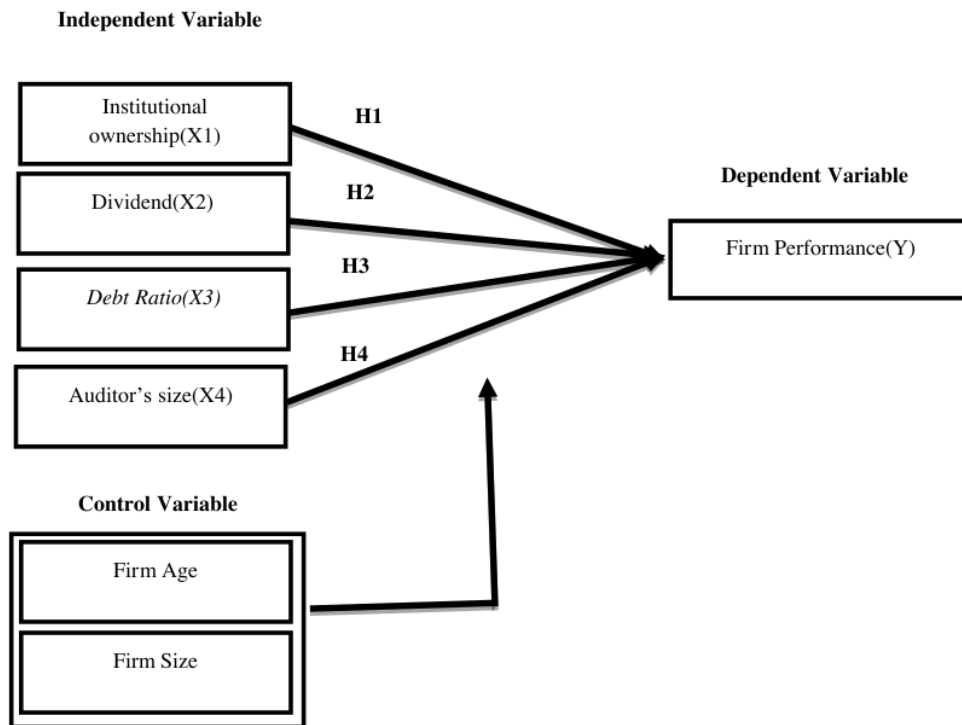 Independent Variable
Institutional
ownership(X1)
H1
Dividend(X2)
H2
Debt Ratio(X3)
H3
Auditor’s size(X4)
H4
Dependent Variable
Firm Performance(Y)
Control Variable
Firm Age
Firm Size